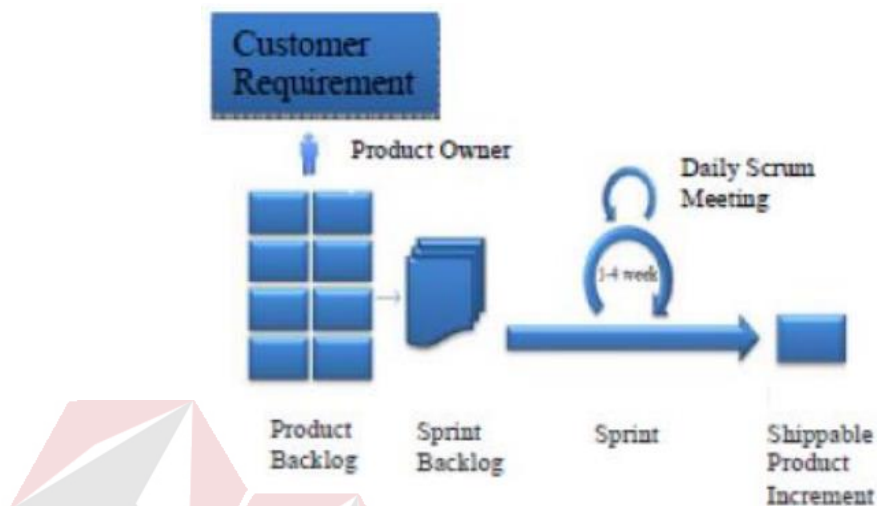 Customer
Requirement
Product Owner
Daily Scrum
Meeting
1-4 week
Product
Backlog
Sprint
Backlog
Sprint
Shippable
Product
Increment